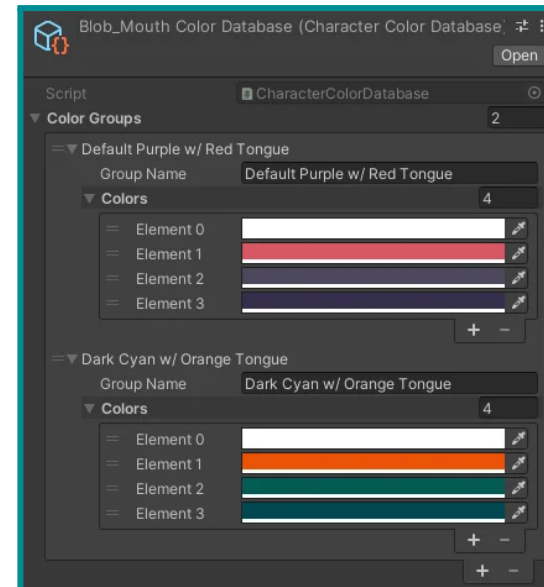 Blob_Mouth Color Database (Character Color Database)
Open
Script CharacterColorDatabase
Color Groups 2
Default Purple w/ Red Tongue
Group Name Default Purple w/ Red Tongue
Colors 4
Element 0
Element 1
Element 2
Element 3
+ −
Dark Cyan w/ Orange Tongue
Group Name Dark Cyan w/ Orange Tongue
Colors 4
Element 0
Element 1
Element 2
Element 3
+ −
+ −